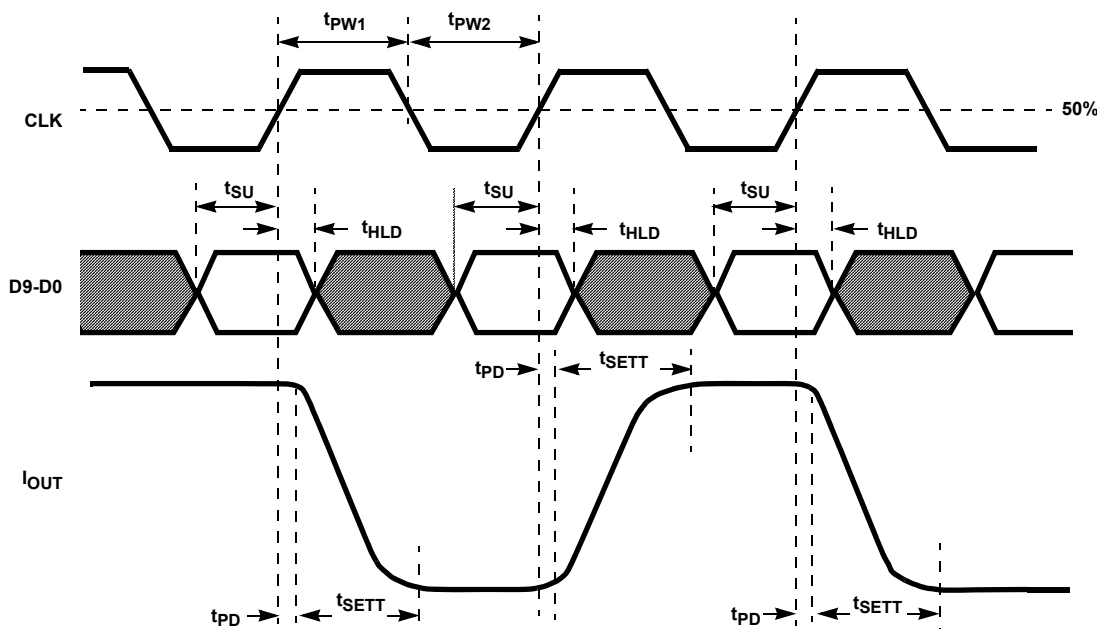 tPW1 tPW2
CLK
50%
tSU tSU tSU
tHLD tHLD tHLD
D9-D0
tPD tSETT
IOUT
tPD tSETT tPD tSETT